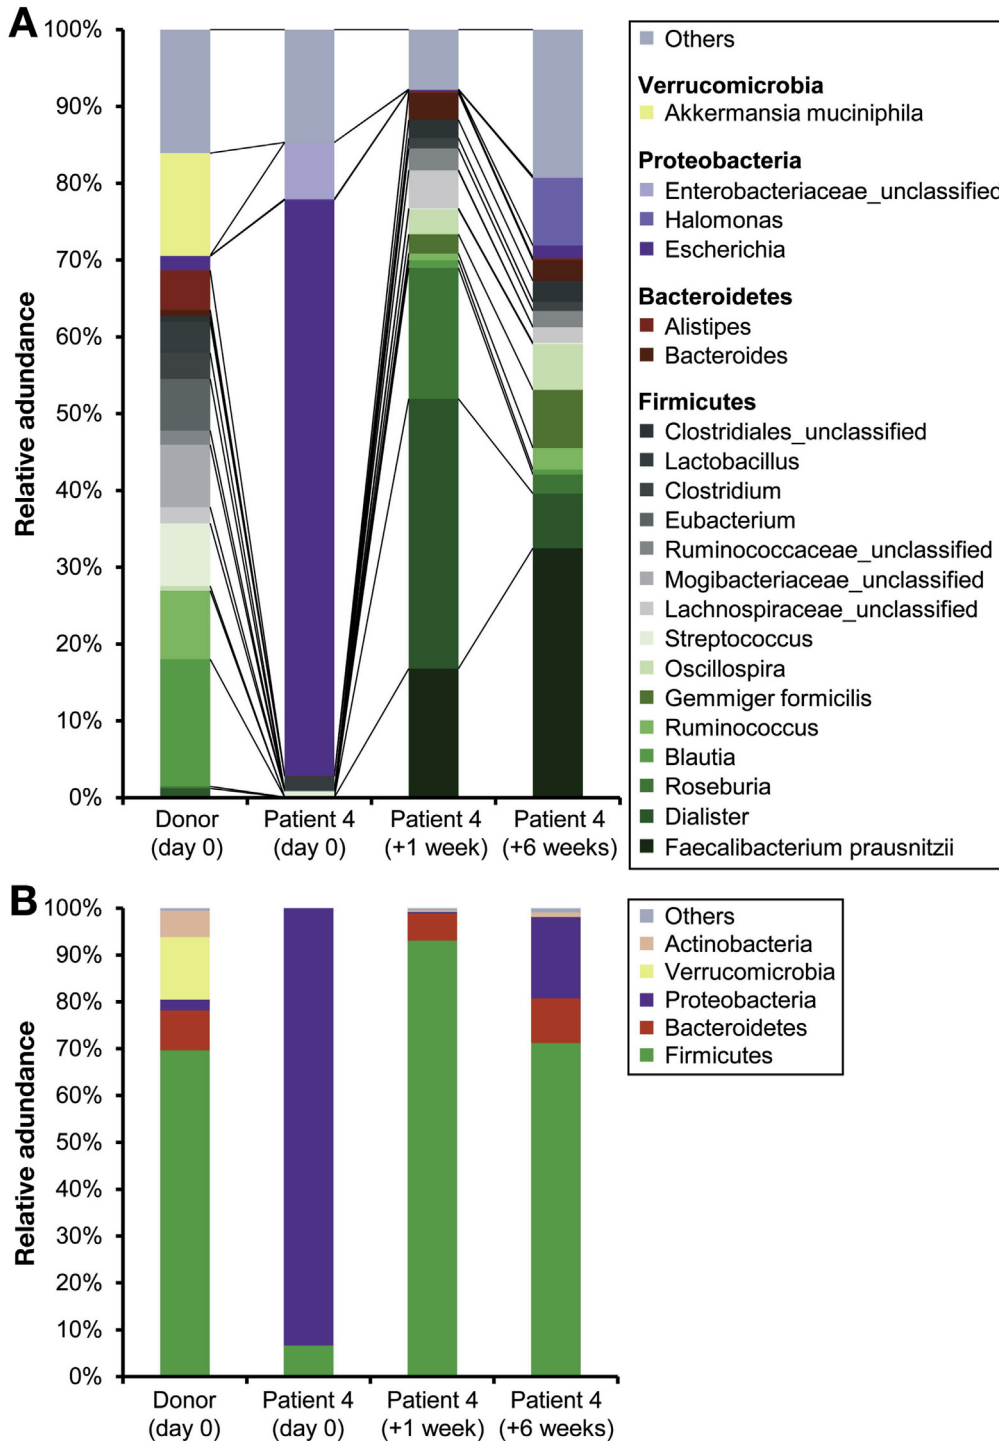 A
100%
90%
80%
70%
60%
50%
40%
30%
20%
10%
0%
Relative adundance
Donor
(day 0)
Patient 4
(day 0)
Patient 4
(+1 week)
Patient 4
(+6 weeks)
Others
Verrucomicrobia
Akkermansia muciniphila
Proteobacteria
Enterobacteriaceae_unclassified
Halomonas
Escherichia
Bacteroidetes
Alistipes
Bacteroides
Firmicutes
Clostridiales_unclassified
Lactobacillus
Clostridium
Eubacterium
Ruminococcaceae_unclassified
Mogibacteriaceae_unclassified
Lachnospiraceae_unclassified
Streptococcus
Oscillospira
Gemmiger formicilis
Ruminococcus
Blautia
Roseburia
Dialister
Faecalibacterium prausnitzii
B
100%
90%
80%
70%
60%
50%
40%
30%
20%
10%
0%
Relative adundance
Donor
(day 0)
Patient 4
(day 0)
Patient 4
(+1 week)
Patient 4
(+6 weeks)
Others
Actinobacteria
Verrucomicrobia
Proteobacteria
Bacteroidetes
Firmicutes